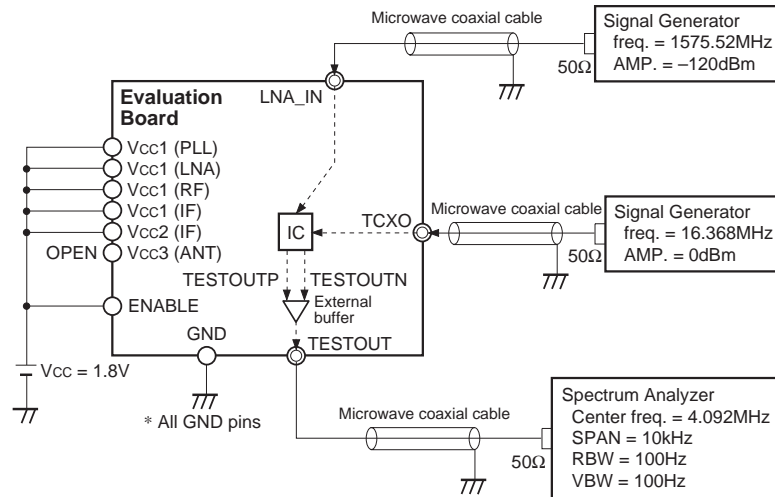 Microwave coaxial cable
Signal Generator
freq. = 1575.52MHz
AMP. = –120dBm
50Ω
LNA_IN
Evaluation
Board
VCC1 (PLL)
VCC1 (LNA)
VCC1 (RF)
VCC1 (IF)
VCC2 (IF)
OPEN
VCC3 (ANT)
ENABLE
IC
TCXO
Microwave coaxial cable
Signal Generator
freq. = 16.368MHz
AMP. = 0dBm
50Ω
TESTOUTP
TESTOUTN
External
buffer
GND
TESTOUT
VCC = 1.8V
* All GND pins
Microwave coaxial cable
50Ω
Spectrum Analyzer
Center freq. = 4.092MHz
SPAN = 10kHz
RBW = 100Hz
VBW = 100Hz